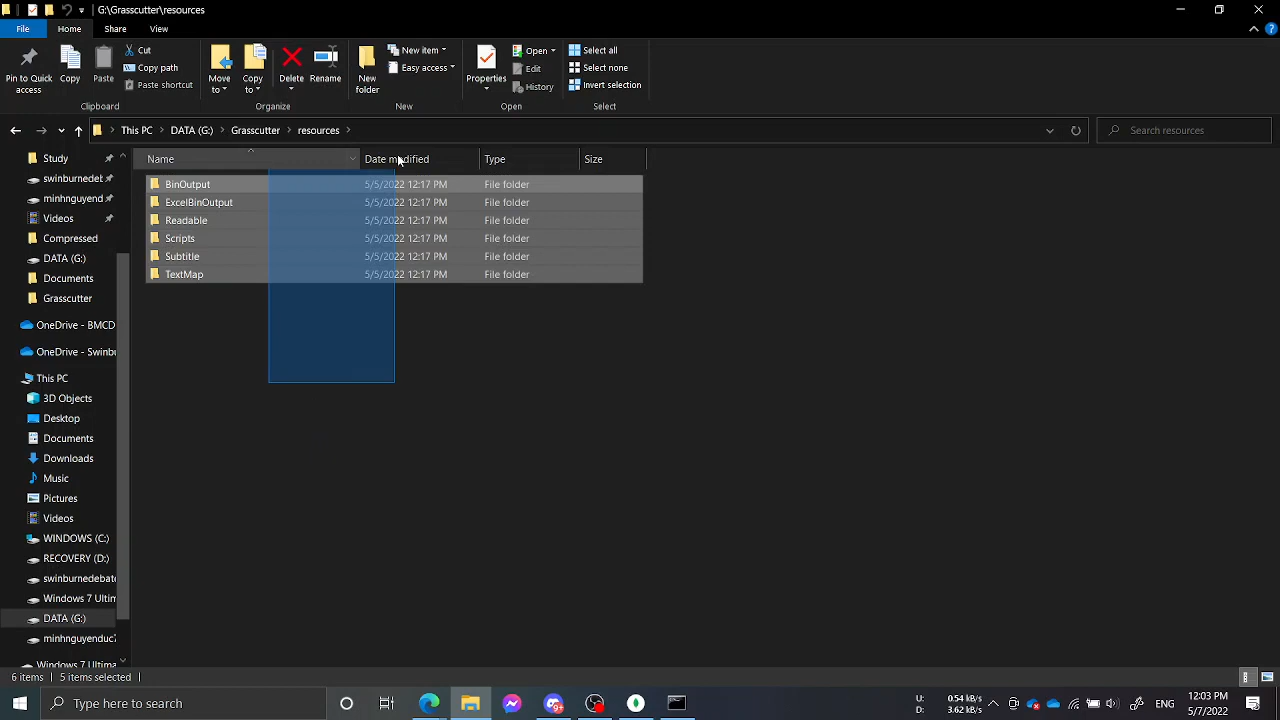 G:\Grasscutter\resources
File Home Share View
Pin to Quick access
Copy
Paste
Cut
Copy path
Paste shortcut
Clipboard
Move to
Copy to
Delete
Rename
Organize
New folder
New item
Easy access
New
Properties
Open
Edit
History
Open
Select all
Select none
Invert selection
Select
This PC DATA (G:) Grasscutter resources
Search resources
Name Date modified Type Size
BinOutput 5/5/2022 12:17 PM File folder
ExcelBinOutput 5/5/2022 12:17 PM File folder
Readable 5/5/2022 12:17 PM File folder
Scripts 5/5/2022 12:17 PM File folder
Subtitle 5/5/2022 12:17 PM File folder
TextMap 5/5/2022 12:17 PM File folder
Study
swinburnedeb
minhnguyend
Videos
Compressed
DATA (G:)
Documents
Grasscutter
OneDrive - BMCD
OneDrive - Swinbu
This PC
3D Objects
Desktop
Documents
Downloads
Music
Pictures
Videos
WINDOWS (C:)
RECOVERY (D:)
swinburnedebate
Windows 7 Ultim
DATA (G:)
minhnguyenduc7
Windows 7 Ultima
6 items 5 items selected
Type here to search
U: 0.54 kB/s
D: 3.62 kB/s
ENG
12:03 PM
5/7/2022